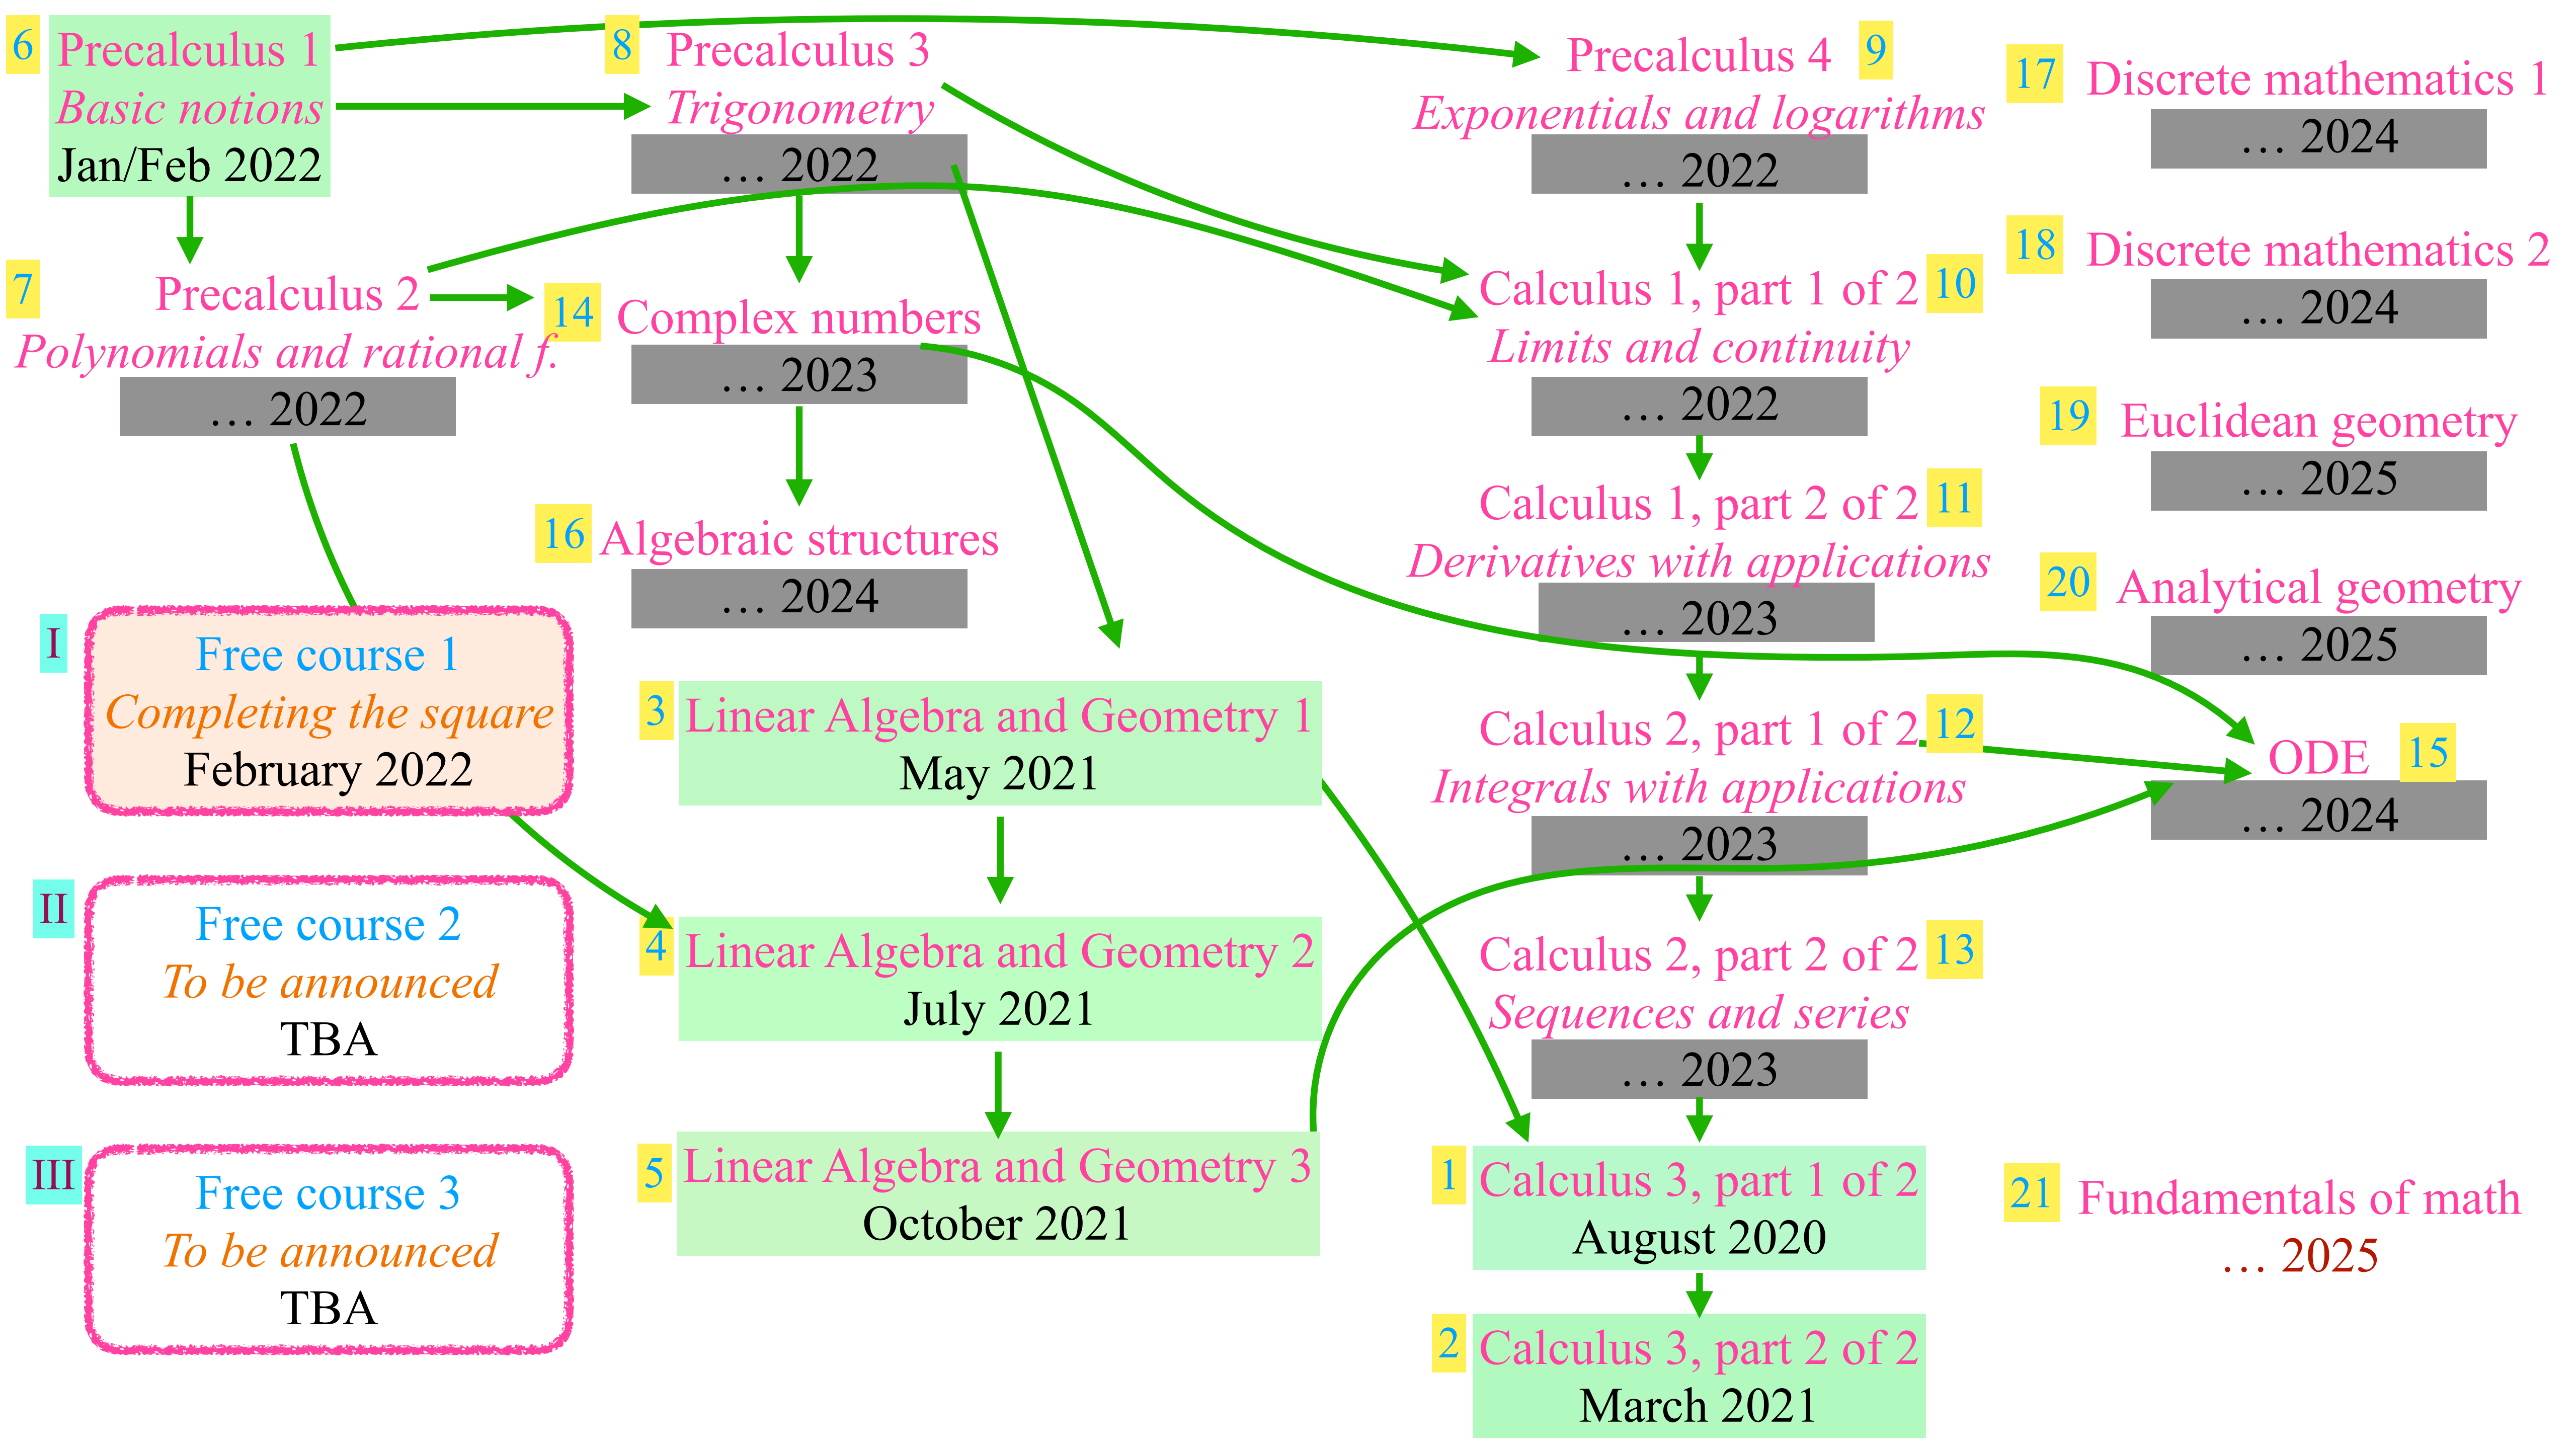 6
Precalculus 1
Basic notions
Jan/Feb 2022
8
Precalculus 3
Trigonometry
… 2022
Precalculus 4
9
Exponentials and logarithms
… 2022
17
Discrete mathematics 1
… 2024
7
Precalculus 2
Polynomials and rational f.
… 2022
14
Complex numbers
… 2023
Calculus 1, part 1 of 2
10
Limits and continuity
… 2022
18
Discrete mathematics 2
… 2024
16
Algebraic structures
… 2024
Calculus 1, part 2 of 2
11
Derivatives with applications
… 2023
19
Euclidean geometry
… 2025
20
Analytical geometry
… 2025
I
Free course 1
Completing the square
February 2022
3
Linear Algebra and Geometry 1
May 2021
Calculus 2, part 1 of 2
12
Integrals with applications
… 2023
ODE
15
… 2024
II
Free course 2
To be announced
TBA
4
Linear Algebra and Geometry 2
July 2021
Calculus 2, part 2 of 2
13
Sequences and series
… 2023
III
Free course 3
To be announced
TBA
5
Linear Algebra and Geometry 3
October 2021
1
Calculus 3, part 1 of 2
August 2020
21
Fundamentals of math
… 2025
2
Calculus 3, part 2 of 2
March 2021